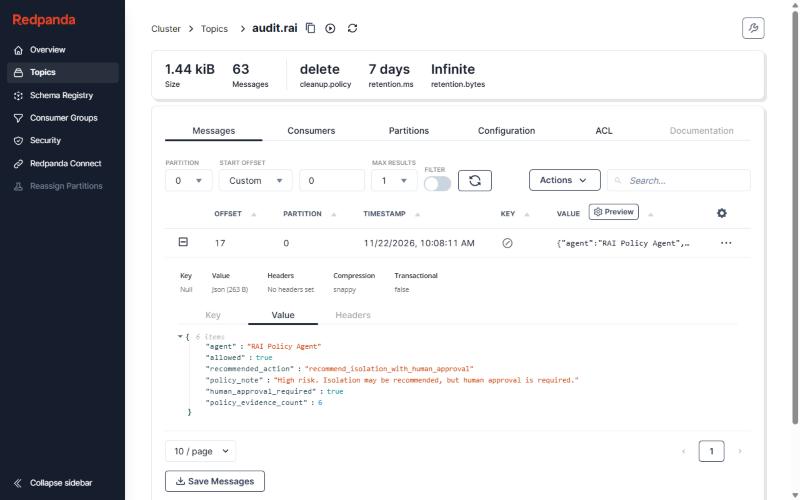 Redpanda
Cluster > Topics > audit.rai
Overview
Topics
Schema Registry
Consumer Groups
Security
Redpanda Connect
Reassign Partitions
Collapse sidebar
1.44 kiB 63 delete 7 days Infinite
Size Messages cleanup.policy retention.ms retention.bytes
Messages Consumers Partitions Configuration ACL Documentation
PARTITION START OFFSET MAX RESULTS FILTER
0 Custom 0 1 Actions Search...
OFFSET PARTITION TIMESTAMP KEY VALUE Preview
17 0 11/22/2026, 10:08:11 AM {"agent":"RAI Policy Agent",…
Key Value Headers Compression Transactional
Null Json (263 B) No headers set snappy false
Key Value Headers
{ 6 items
"agent" : "RAI Policy Agent"
"allowed" : true
"recommended_action" : "recommend_isolation_with_human_approval"
"policy_note" : "High risk. Isolation may be recommended, but human approval is required."
"human_approval_required" : true
"policy_evidence_count" : 6
}
10 / page 1
Save Messages